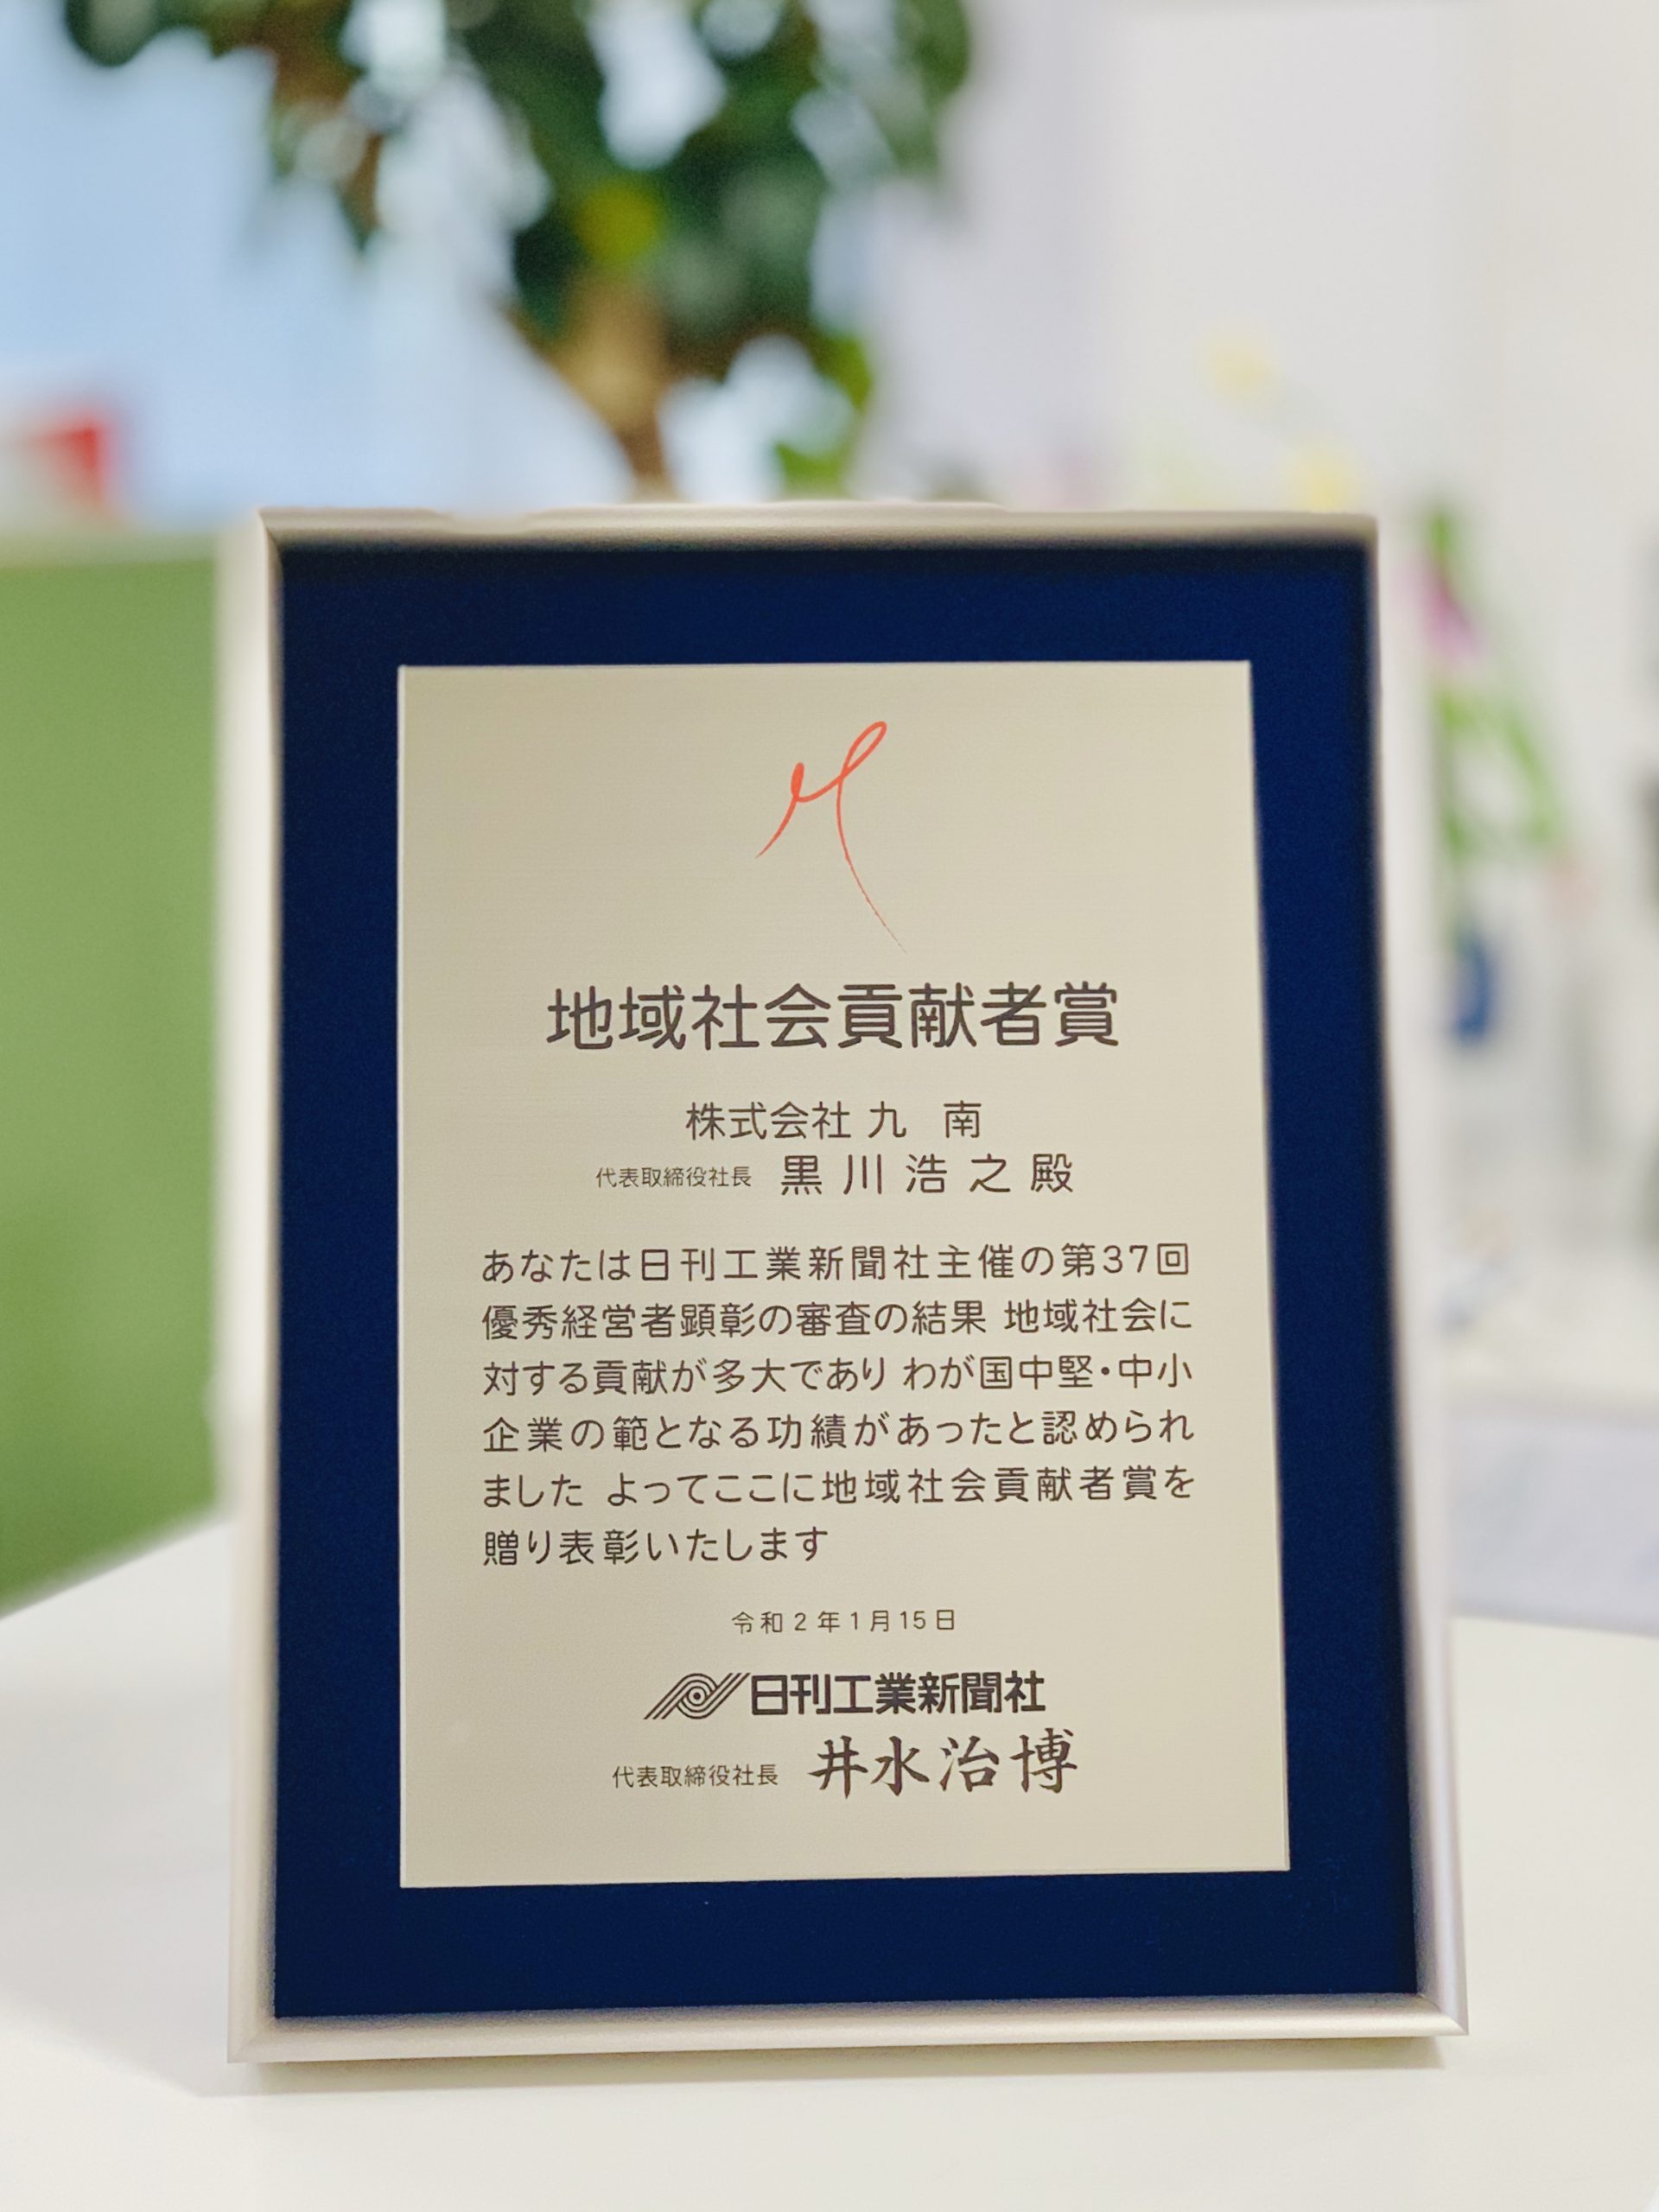 地域社会貢献者賞
株式会社 九 南
代表取締役社長 黒川浩之殿
あなたは日刊工業新聞社主催の第37回
優秀経営者顕彰の審査の結果 地域社会に
対する貢献が多大であり わが国中堅・中小
企業の範となる功績があったと認められ
ました よってここに地域社会貢献者賞を
贈り表彰いたします
令和2年1月15日
日刊工業新聞社
代表取締役社長 井水治博